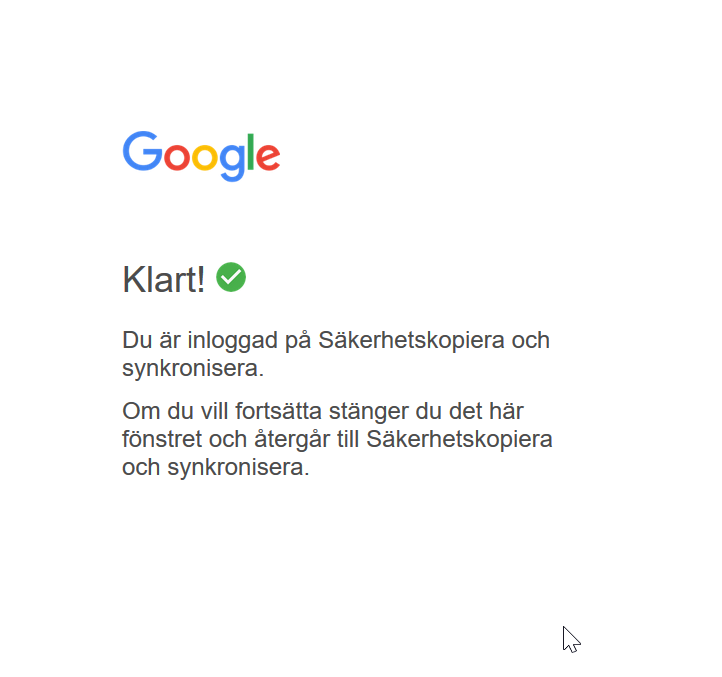 Google
Klart!
Du är inloggad på Säkerhetskopiera och
synkronisera.
Om du vill fortsätta stänger du det här
fönstret och återgår till Säkerhetskopiera
och synkronisera.